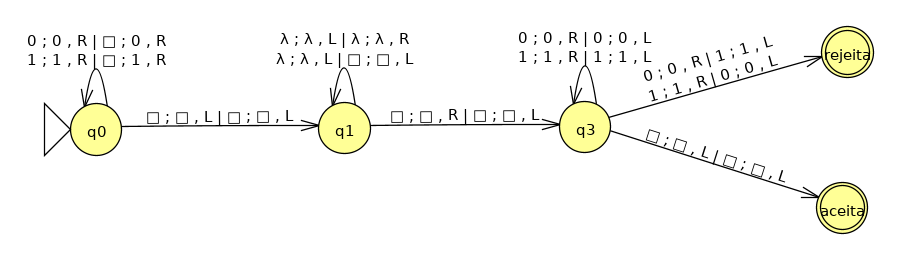 0 ; 0 , R | □ ; 0 , R
1 ; 1 , R | □ ; 1 , R
λ ; λ , L | λ ; λ , R
λ ; λ , L | □ ; □ , L
0 ; 0 , R | 0 ; 0 , L
1 ; 1 , R | 1 ; 1 , L
0 ; 0 , R | 1 ; 1 , L
1 ; 1 , R | 0 ; 0 , L
rejeita
q0
□ ; □ , L | □ ; □ , L
q1
□ ; □ , R | □ ; □ , L
q3
□ ; □ , L | □ ; □ , L
aceita